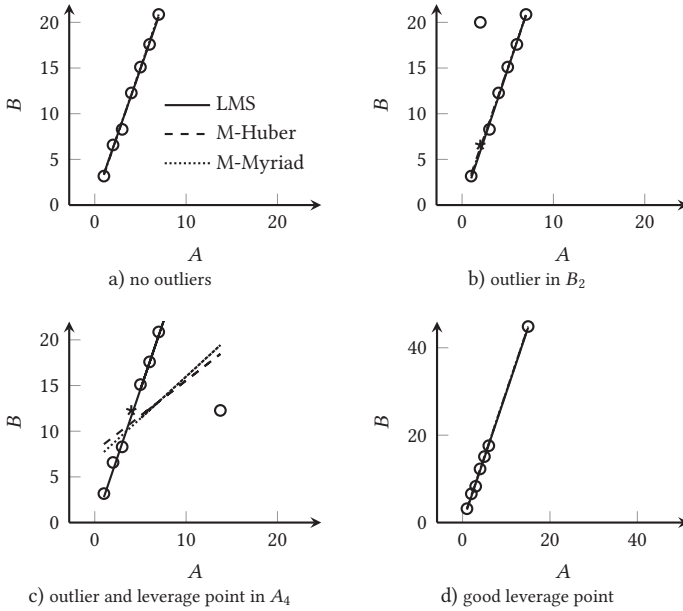 20
15
10
5
0
B
0 10 20
A
LMS
M-Huber
M-Myriad
a) no outliers
20
15
10
5
0
B
0 10 20
A
b) outlier in B₂
20
15
10
5
0
B
0 10 20
A
c) outlier and leverage point in A₄
40
20
0
B
0 20 40
A
d) good leverage point